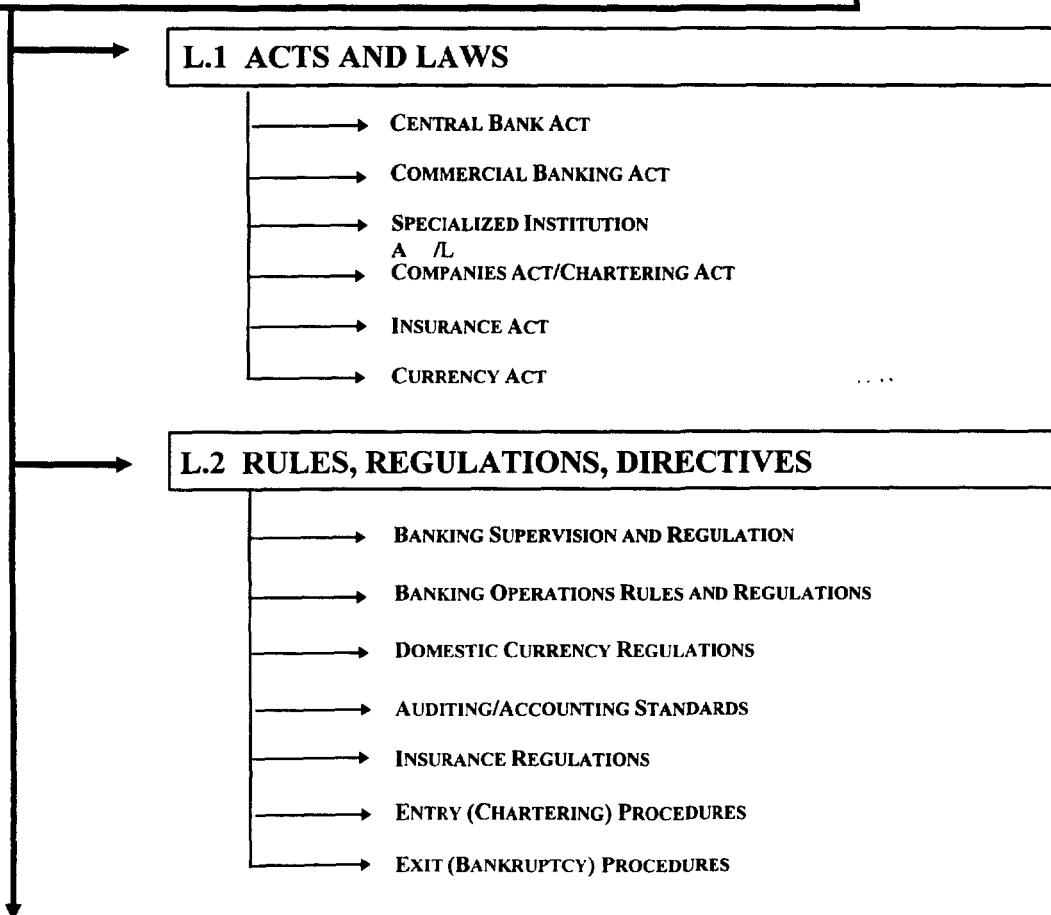 L.1 ACTS AND LAWS
CENTRAL BANK ACT
COMMERCIAL BANKING ACT
SPECIALIZED INSTITUTION
A /L
COMPANIES ACT/CHARTERING ACT
INSURANCE ACT
CURRENCY ACT
L.2 RULES, REGULATIONS, DIRECTIVES
BANKING SUPERVISION AND REGULATION
BANKING OPERATIONS RULES AND REGULATIONS
DOMESTIC CURRENCY REGULATIONS
AUDITING/ACCOUNTING STANDARDS
INSURANCE REGULATIONS
ENTRY (CHARTERING) PROCEDURES
EXIT (BANKRUPTCY) PROCEDURES